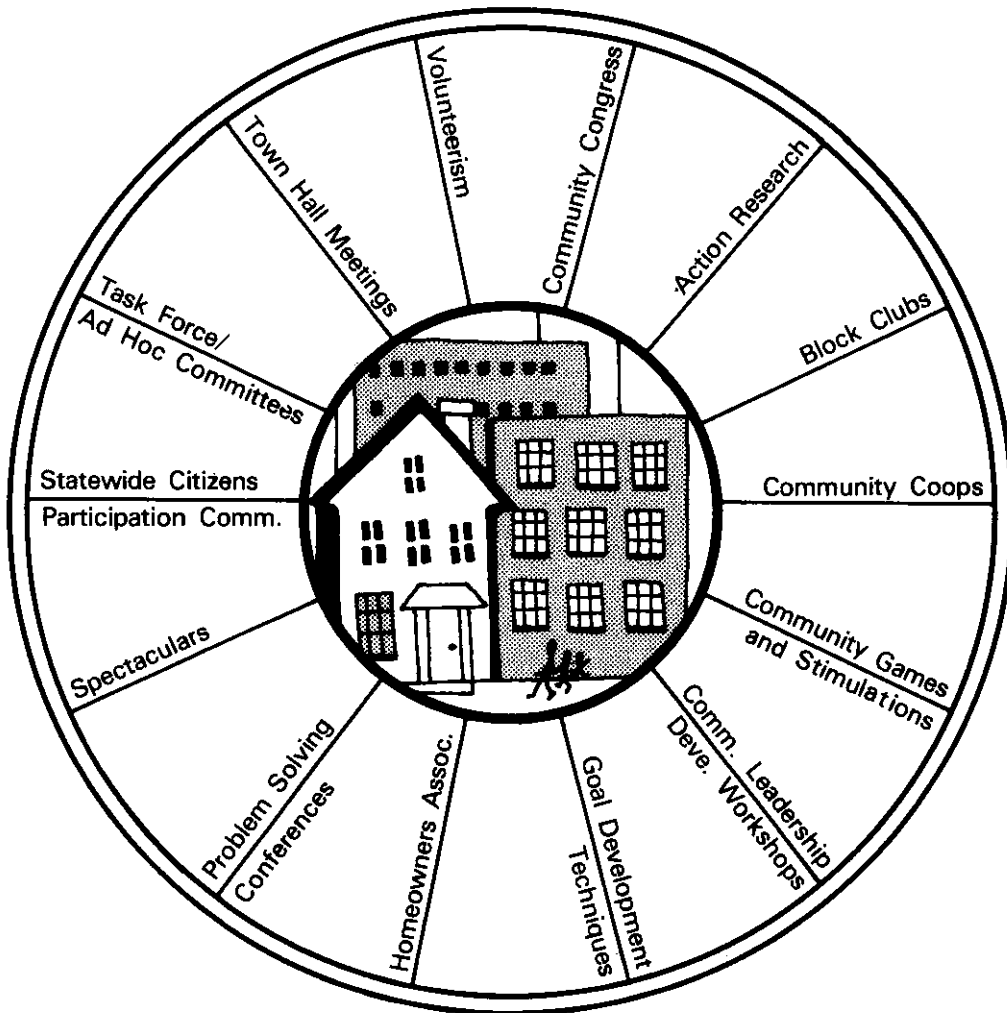 Volunteerism
Community Congress
Action Research
Block Clubs
Community Coops
Community Games
and Stimulations
Comm. Leadership
Deve. Workshops
Goal Development
Techniques
Homeowners Assoc.
Problem Solving
Conferences
Spectaculars
Statewide Citizens
Participation Comm.
Task Force/
Ad Hoc Committees
Town Hall Meetings